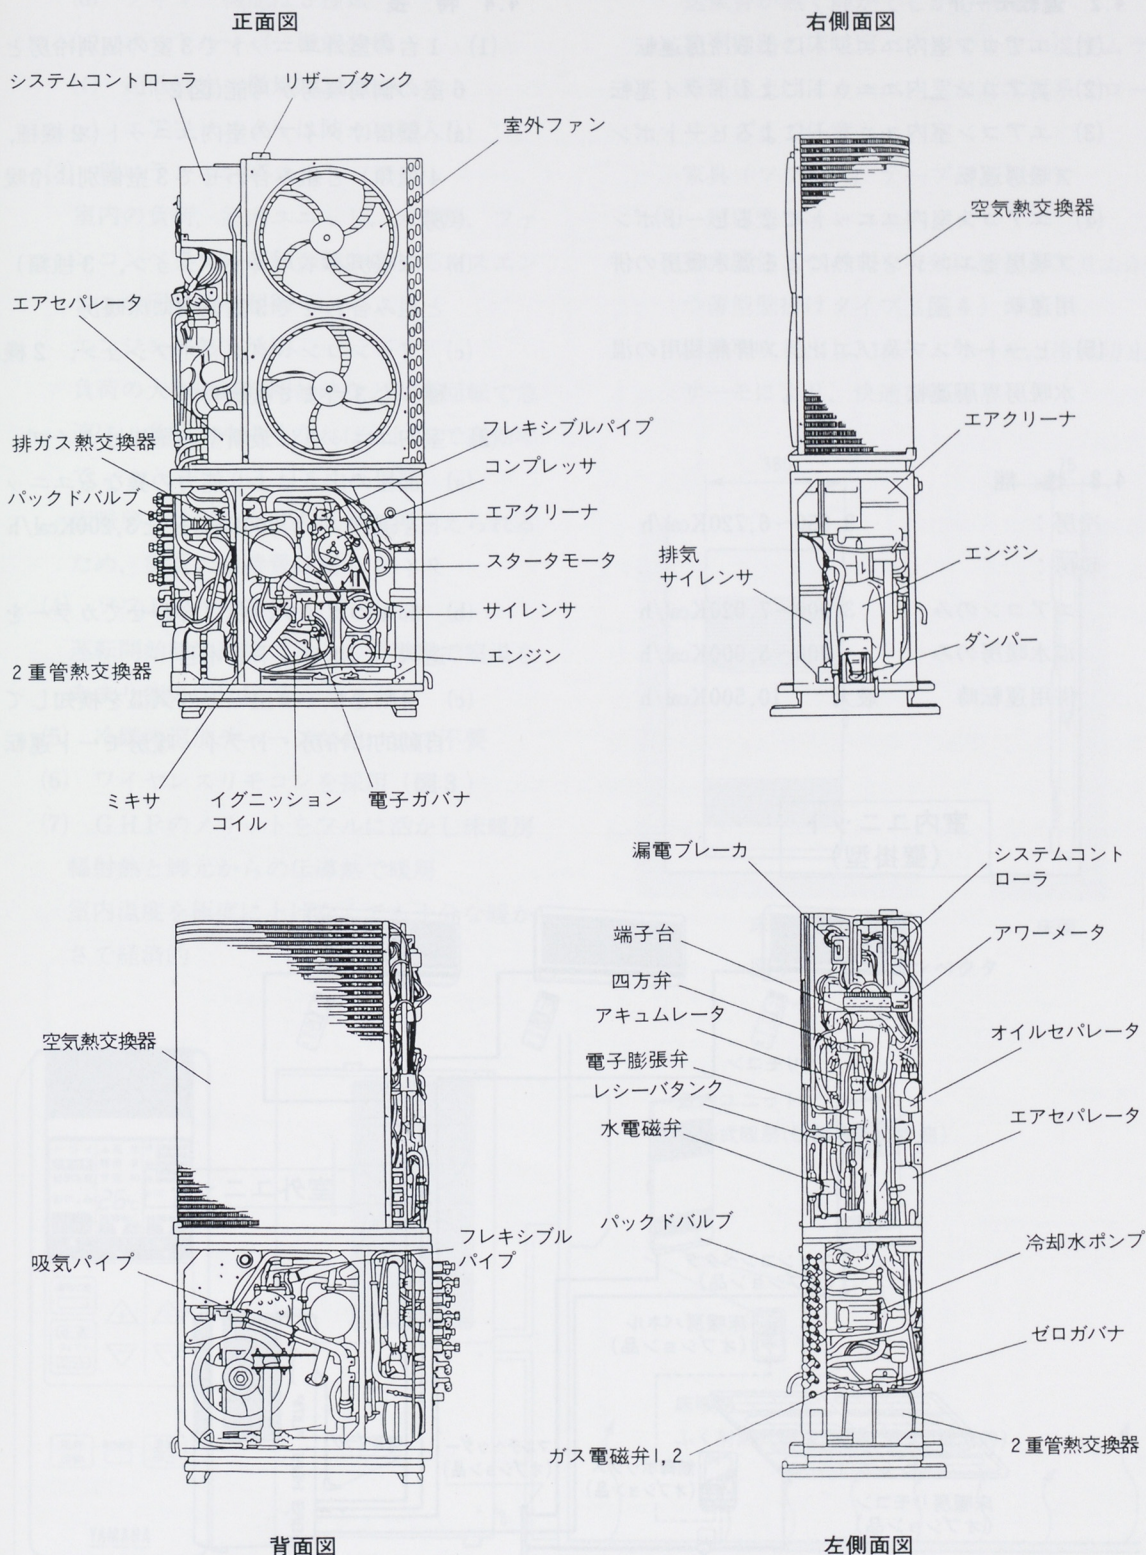 正面図
システムコントローラ
リザーブタンク
室外ファン
エアセパレータ
排ガス熱交換器
パックドバルブ
フレキシブルパイプ
コンプレッサ
エアクリーナ
スタータモータ
サイレンサ
エンジン
2重管熱交換器
ミキサ
イグニッション
コイル
電子ガバナ
右側面図
空気熱交換器
エアクリーナ
排気
サイレンサ
エンジン
ダンパー
空気熱交換器
吸気パイプ
フレキシブル
パイプ
背面図
漏電ブレーカ
システムコント
ローラ
端子台
アワーメータ
四方弁
アキュムレータ
オイルセパレータ
電子膨張弁
レシーバタンク
エアセパレータ
水電磁弁
パックドバルブ
冷却水ポンプ
ゼロガバナ
ガス電磁弁1,2
2重管熱交換器
左側面図